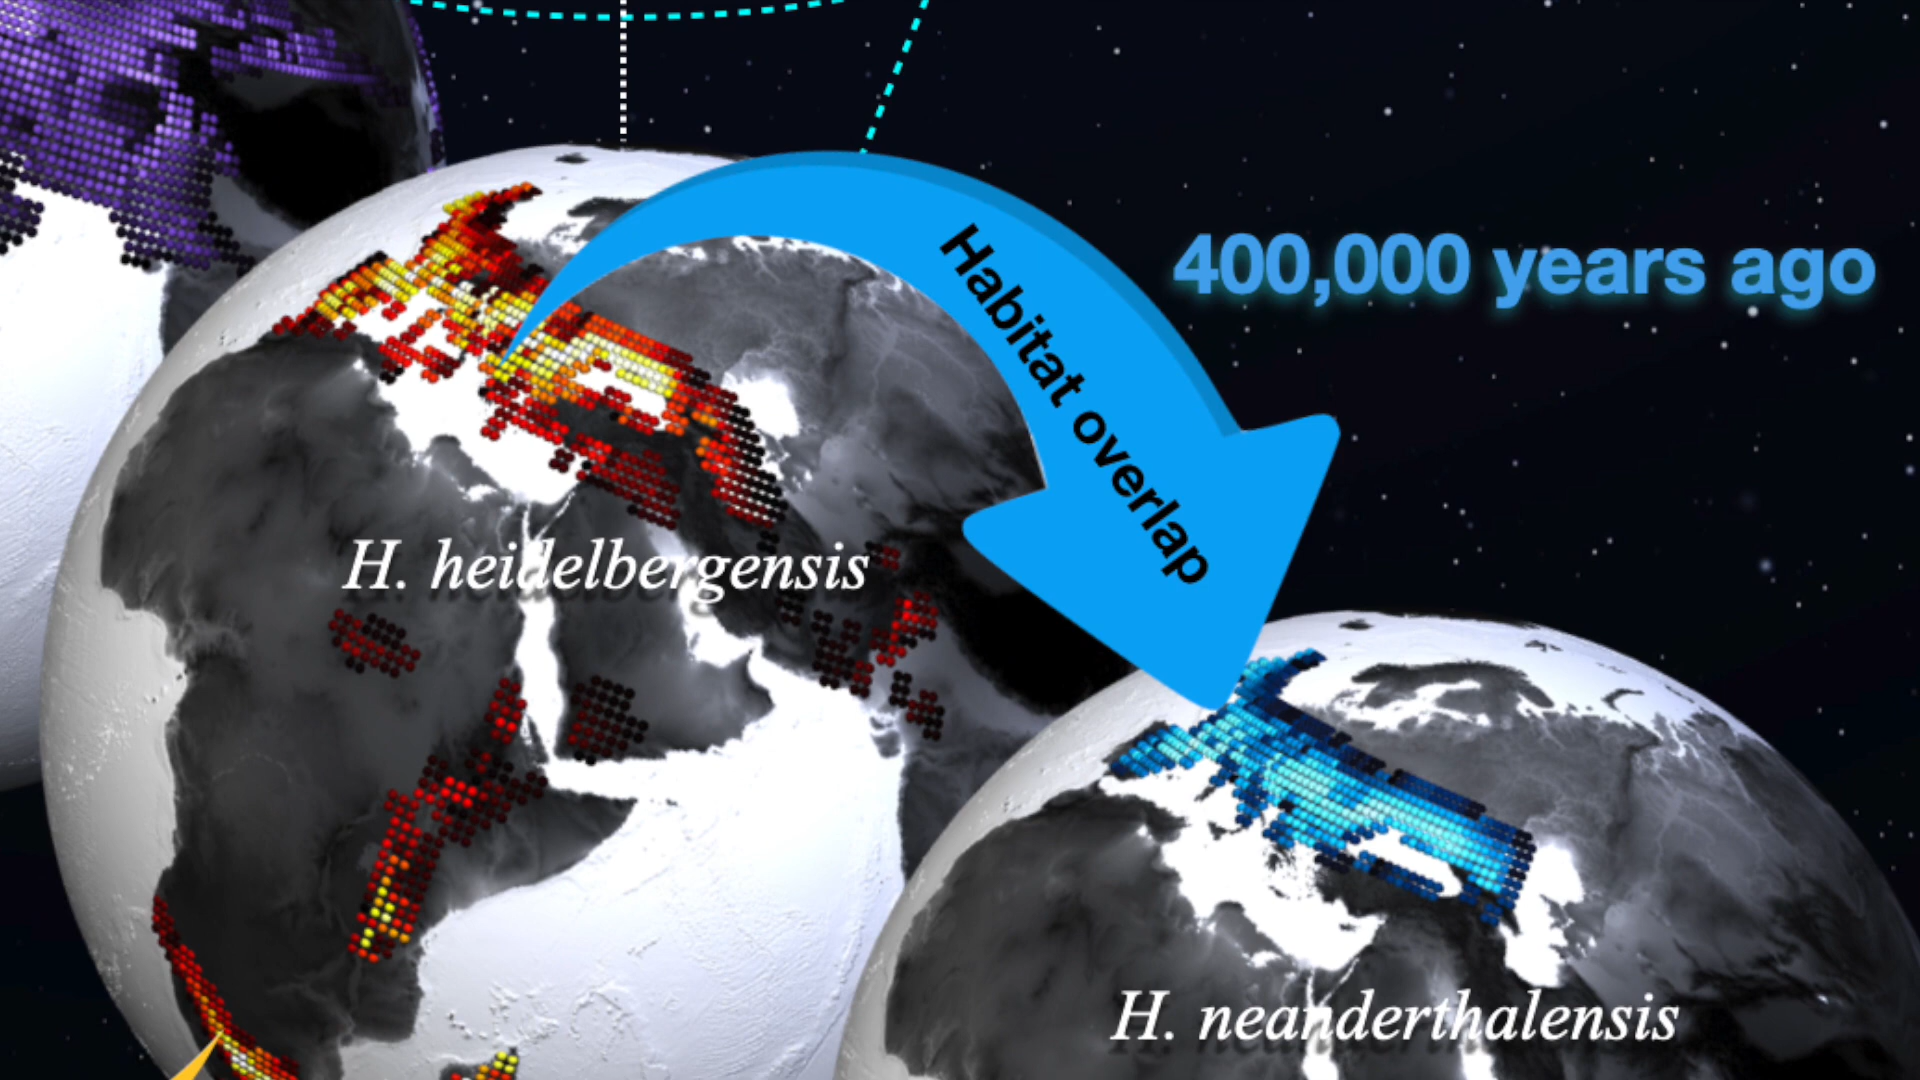 400,000 years ago
Habitat overlap
H. heidelbergensis
H. neanderthalensis